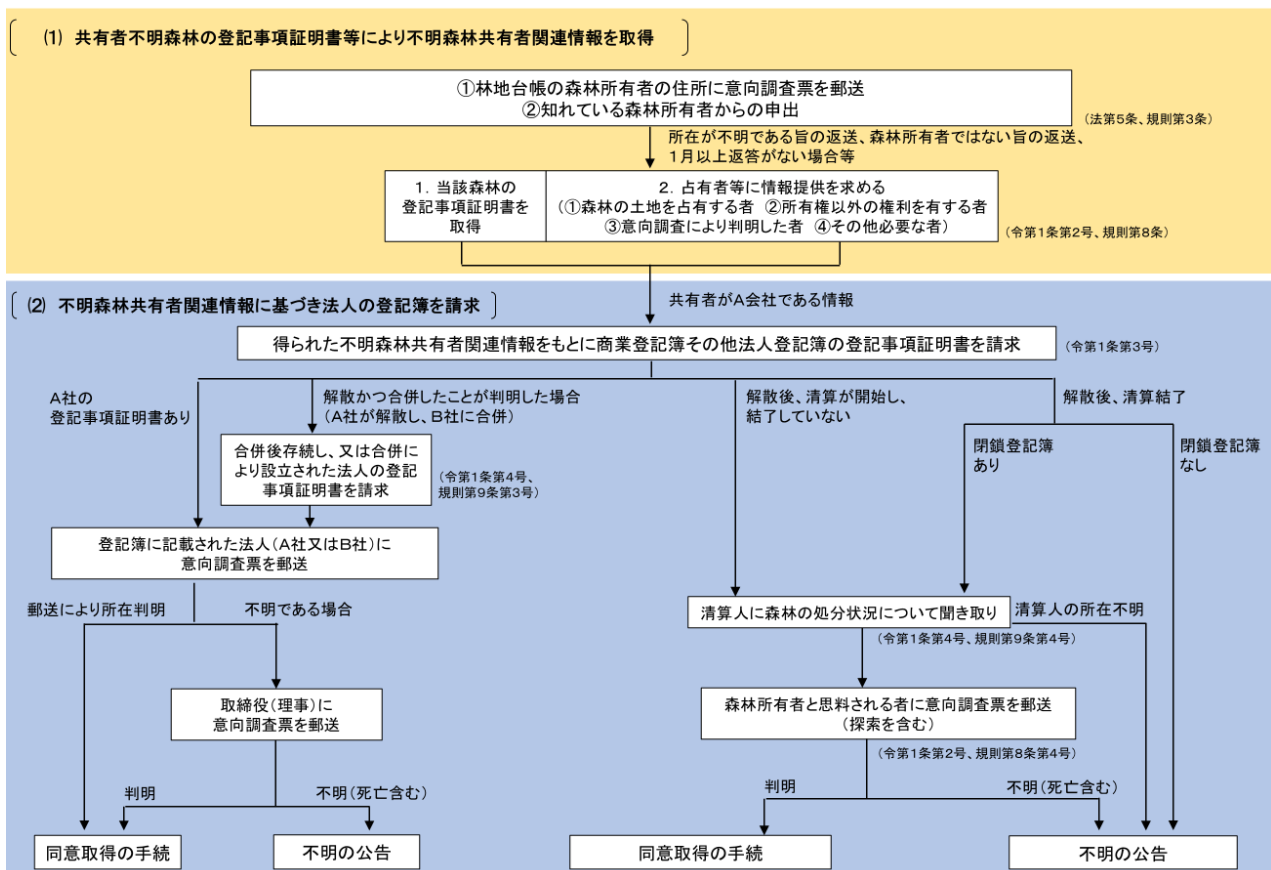 (1) 共有者不明森林の登記事項証明書等により不明森林共有者関連情報を取得
①林地台帳の森林所有者の住所に意向調査票を郵送
②知れている森林所有者からの申出
(法第5条、規則第3条)
所在が不明である旨の返送、森林所有者ではない旨の返送、
1月以上返答がない場合等
1. 当該森林の
登記事項証明書を
取得
2. 占有者等に情報提供を求める
(①森林の土地を占有する者 ②所有権以外の権利を有する者
③意向調査により判明した者 ④その他必要な者)
(令第1条第2号、規則第8条)
(2) 不明森林共有者関連情報に基づき法人の登記簿を請求
共有者がA会社である情報
得られた不明森林共有者関連情報をもとに商業登記簿その他法人登記簿の登記事項証明書を請求
(令第1条第3号)
A社の
登記事項証明書あり
解散かつ合併したことが判明した場合
(A社が解散し、B社に合併)
解散後、清算が開始し、
結了していない
解散後、清算結了
合併後存続し、又は合併に
より設立された法人の登記
事項証明書を請求
(令第1条第4号、
規則第9条第3号)
閉鎖登記簿
あり
閉鎖登記簿
なし
登記簿に記載された法人(A社又はB社)に
意向調査票を郵送
郵送により所在判明
不明である場合
清算人に森林の処分状況について聞き取り
清算人の所在不明
(令第1条第4号、規則第9条第4号)
取締役(理事)に
意向調査票を郵送
森林所有者と思料される者に意向調査票を郵送
(探索を含む)
(令第1条第2号、規則第8条第4号)
判明
不明(死亡含む)
判明
不明(死亡含む)
同意取得の手続
不明の公告
同意取得の手続
不明の公告